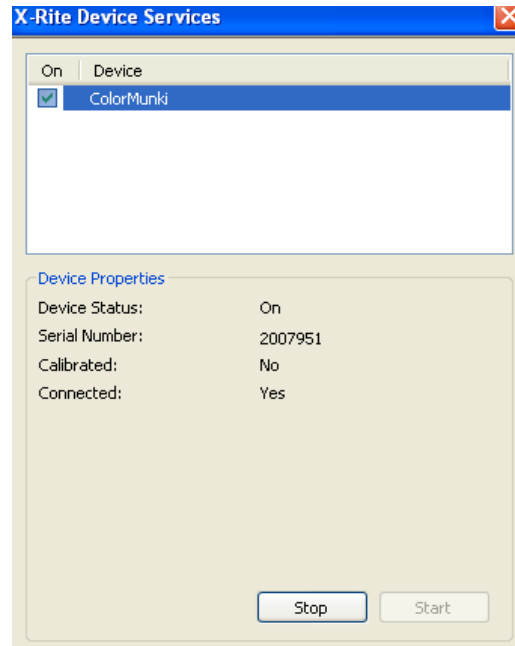 X-Rite Device Services
On Device
ColorMunki
Device Properties
Device Status: On
Serial Number: 2007951
Calibrated: No
Connected: Yes
Stop Start